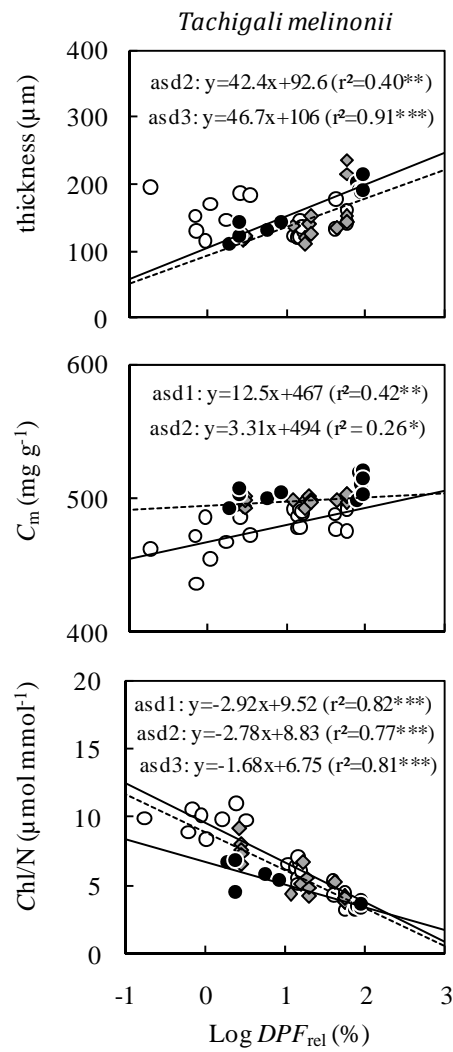 Tachigali melinonii
400
300
200
100
0
thickness (μm)
asd2: y=42.4x+92.6 (r²=0.40**)
asd3: y=46.7x+106 (r²=0.91***)
600
500
400
Cm (mg g-1)
asd1: y=12.5x+467 (r²=0.42**)
asd2: y=3.31x+494 (r²=0.26*)
20
15
10
5
0
Chl/N (μmol mmol-1)
asd1: y=-2.92x+9.52 (r²=0.82***)
asd2: y=-2.78x+8.83 (r²=0.77***)
asd3: y=-1.68x+6.75 (r²=0.81***)
-1 0 1 2 3
Log DPFrel (%)